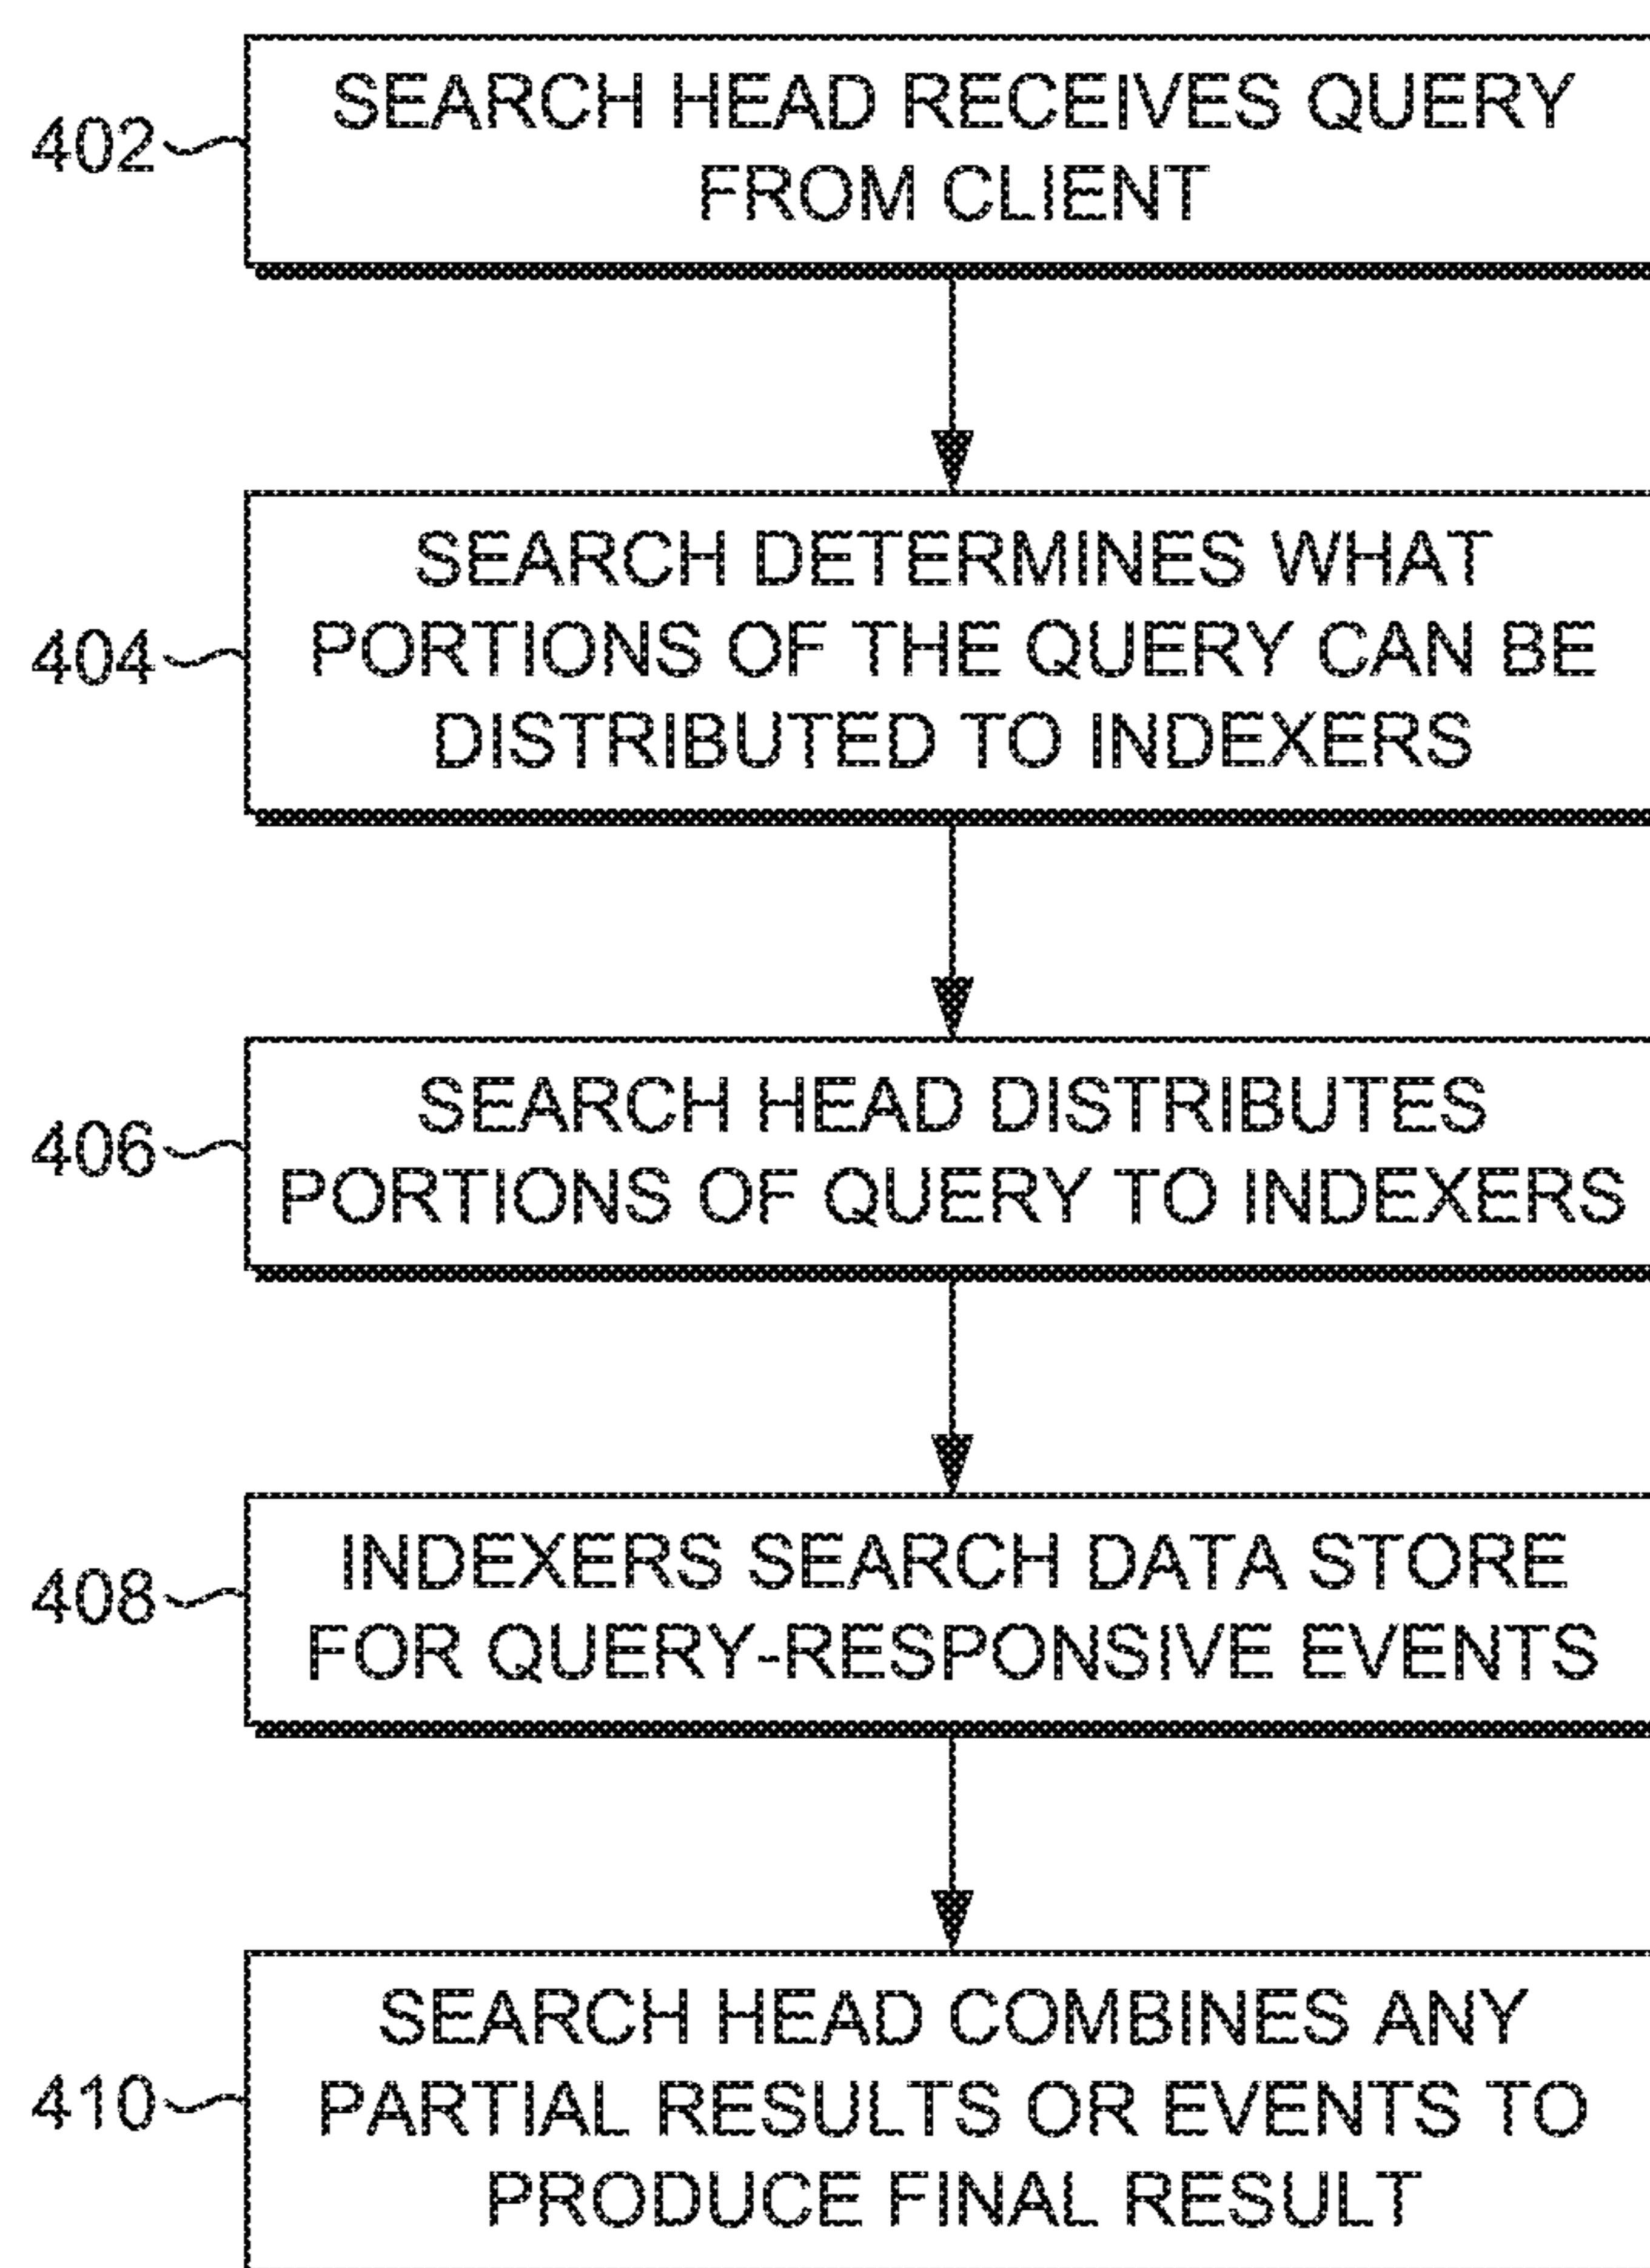 402
SEARCH HEAD RECEIVES QUERY
FROM CLIENT
404
SEARCH DETERMINES WHAT
PORTIONS OF THE QUERY CAN BE
DISTRIBUTED TO INDEXERS
406
SEARCH HEAD DISTRIBUTES
PORTIONS OF QUERY TO INDEXERS
408
INDEXERS SEARCH DATA STORE
FOR QUERY-RESPONSIVE EVENTS
410
SEARCH HEAD COMBINES ANY
PARTIAL RESULTS OR EVENTS TO
PRODUCE FINAL RESULT